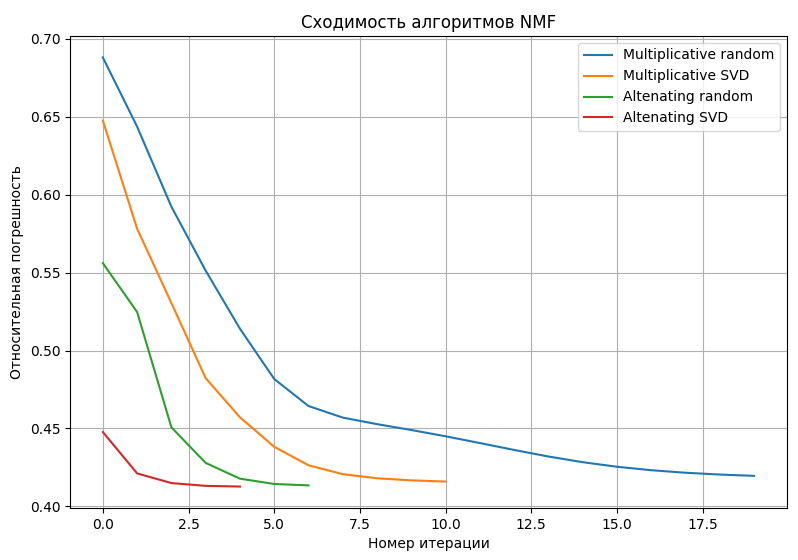 Сходимость алгоритмов NMF
Multiplicative random
Multiplicative SVD
Altenating random
Altenating SVD
Относительная погрешность
0.70
0.65
0.60
0.55
0.50
0.45
0.40
0.0 2.5 5.0 7.5 10.0 12.5 15.0 17.5
Номер итерации